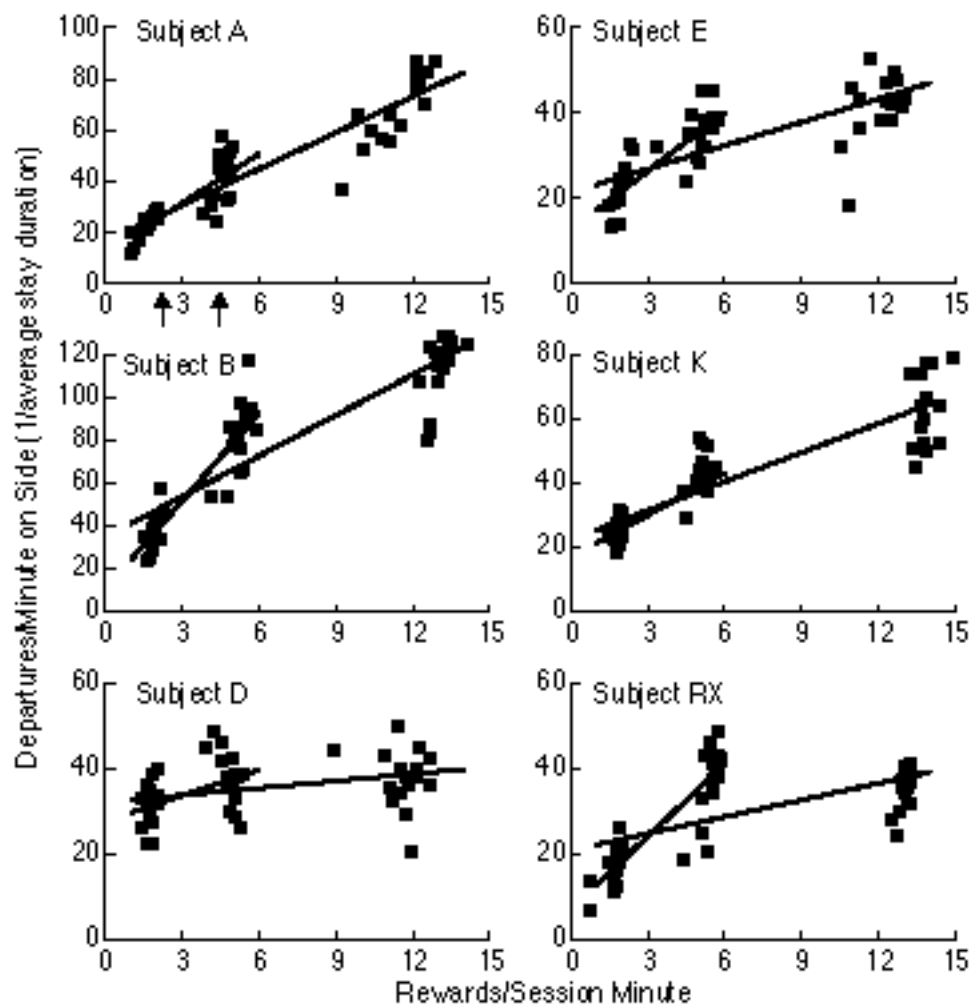 Departures/Minute on Side (1/average stay duration)
Subject A
100
80
60
40
20
0
0 3 6 9 12 15
Subject E
60
40
20
0
0 3 6 9 12 15
Subject B
120
100
80
60
40
20
0
0 3 6 9 12 15
Subject K
80
60
40
20
0
0 3 6 9 12 15
Subject D
60
40
20
0
0 3 6 9 12 15
Subject RX
60
40
20
0
0 3 6 9 12 15
Rewards/Session Minute